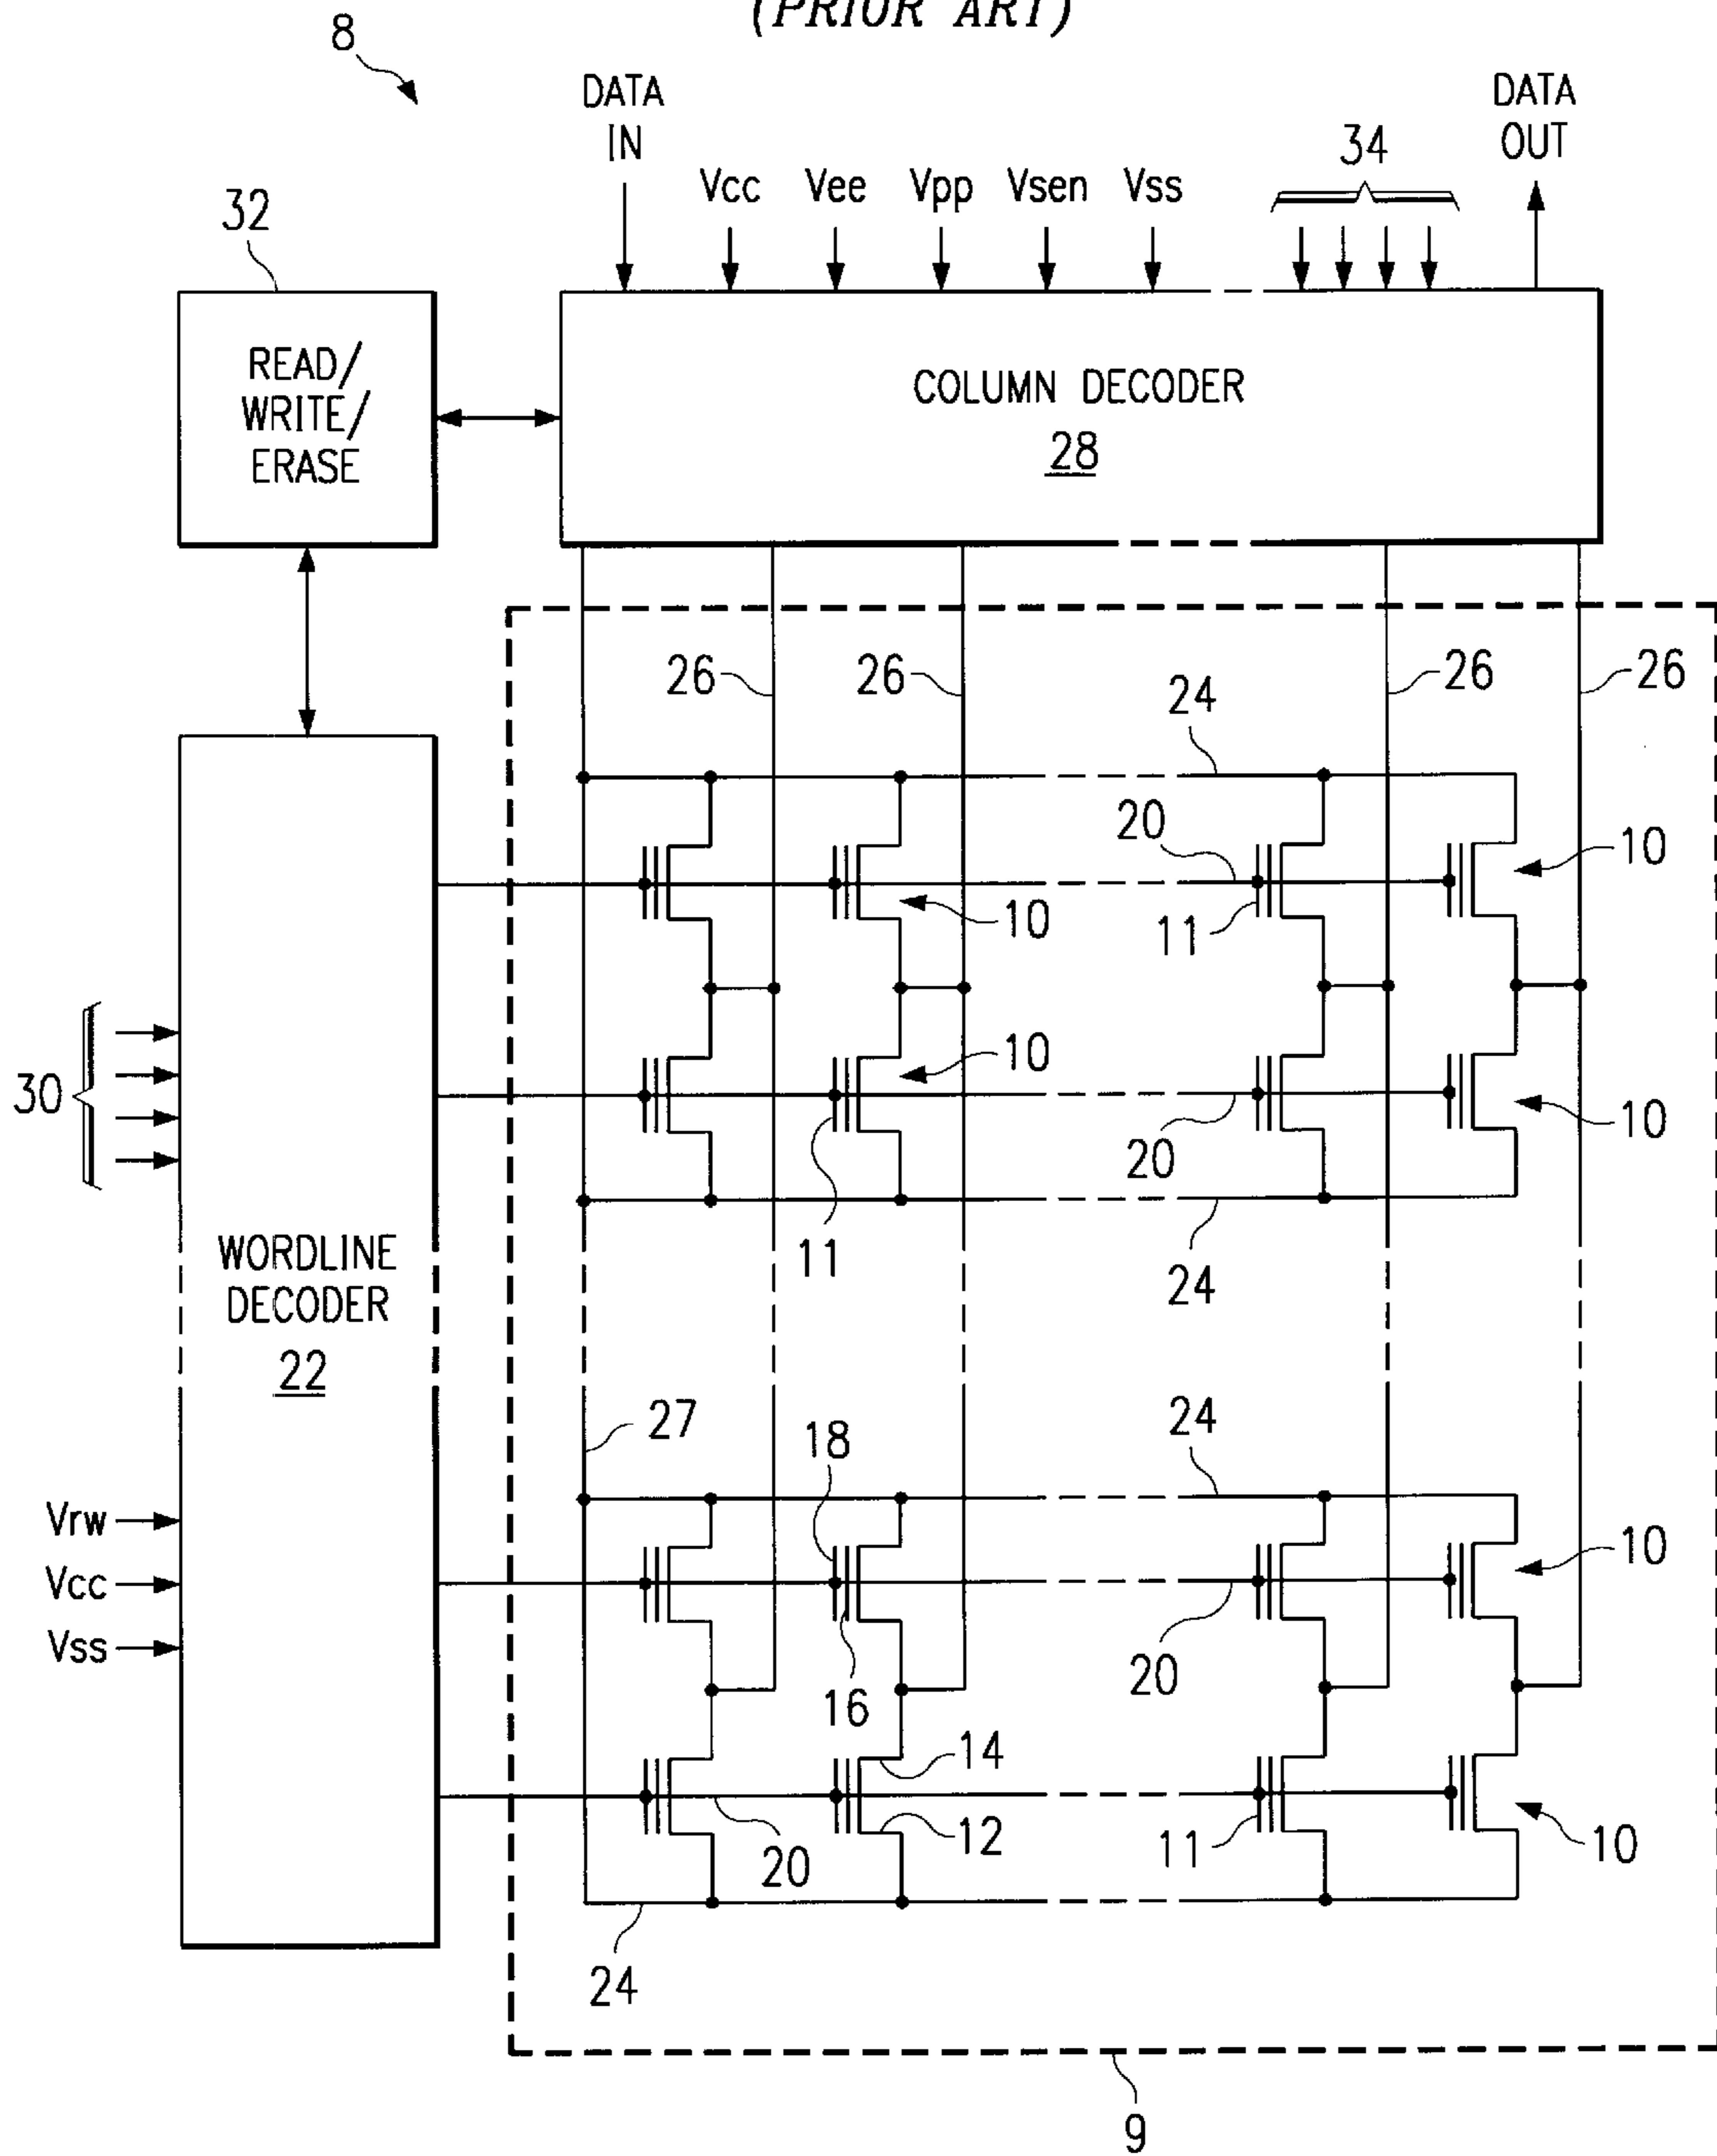 (PRIOR ART)
8
DATA
IN
Vcc
Vee
Vpp
Vsen
Vss
34
DATA
OUT
32
READ/
WRITE/
ERASE
COLUMN DECODER
28
26
26
26
26
24
20
10
10
11
10
10
20
11
24
30
WORDLINE
DECODER
22
27
18
24
Vrw
Vcc
Vss
10
20
16
14
12
11
10
20
24
9